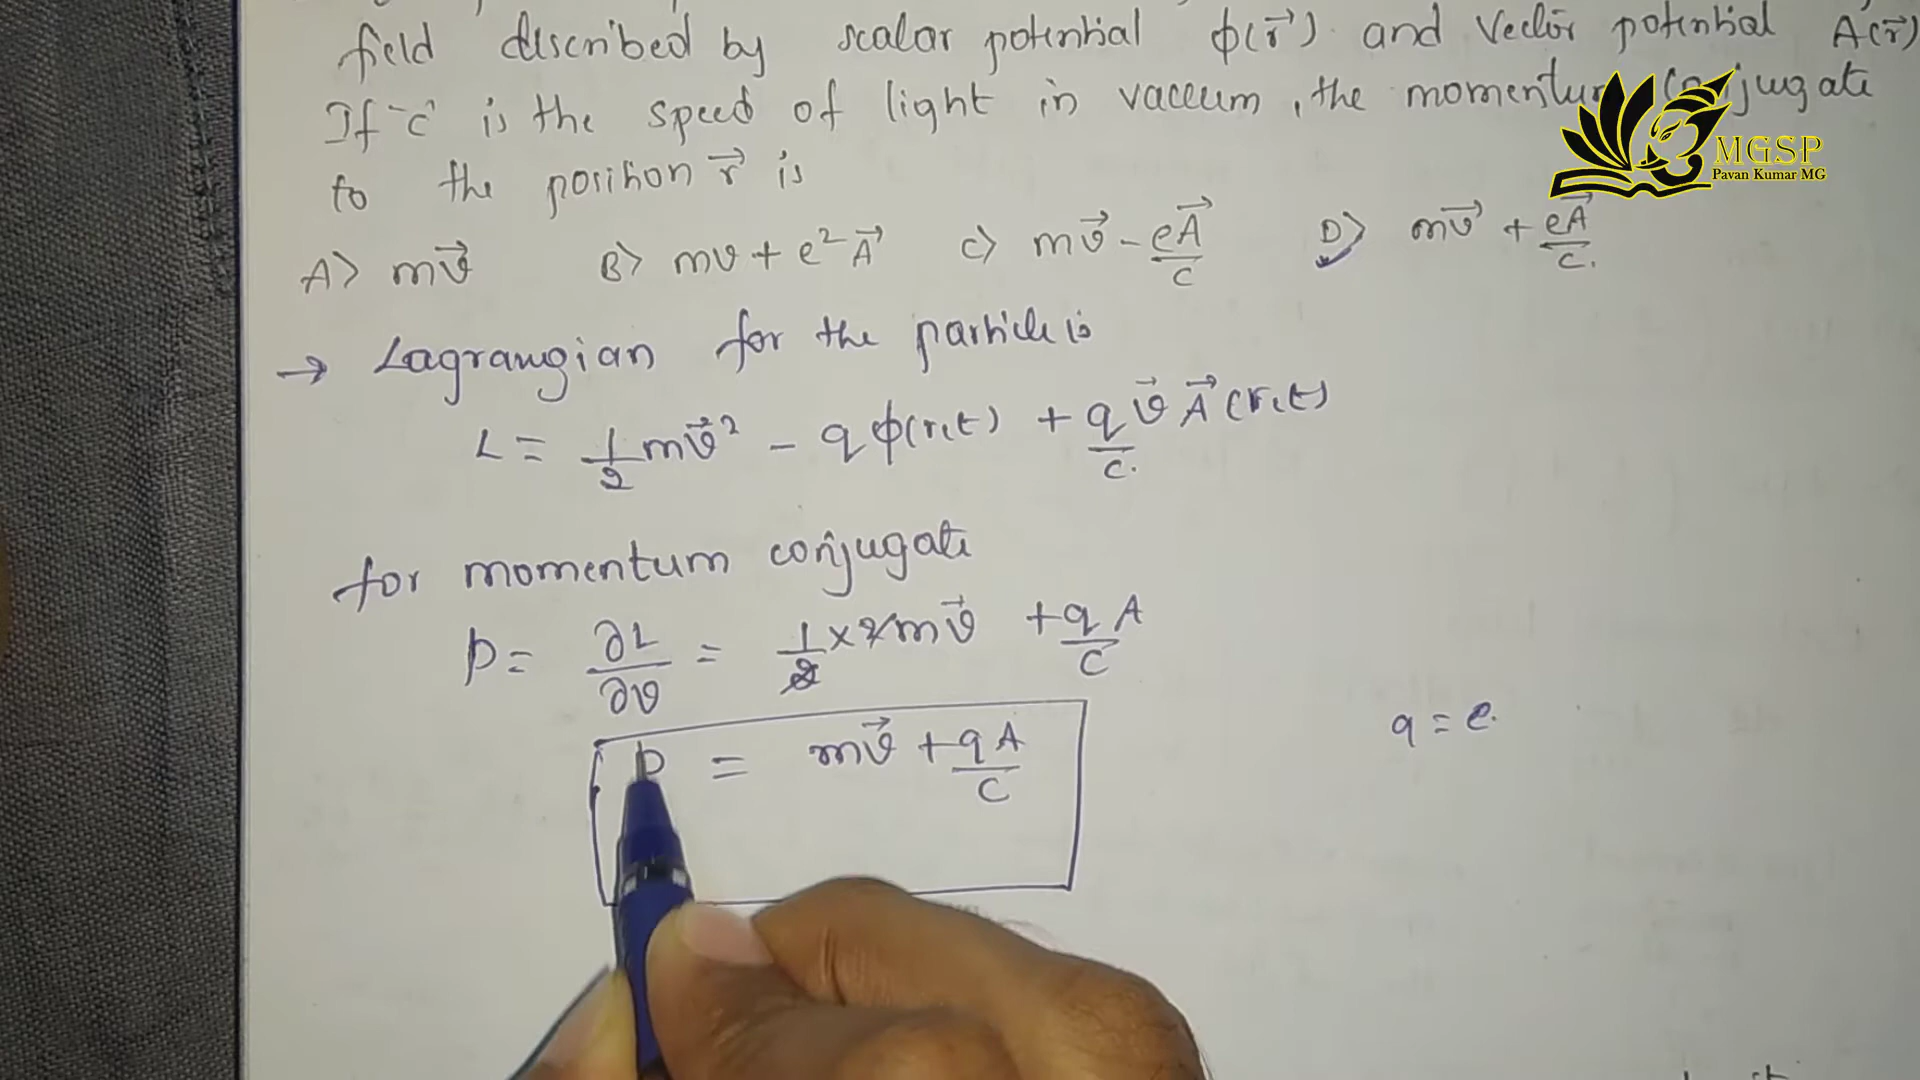 field described by scalar potential ϕ(r⃗). and Vector potential A(r⃗)
If 'c' is the speed of light in vaccum, the momentum conjugate
to the position r⃗ is
A> mv⃗ B> mv + e² A⃗ C> mv⃗ - eA⃗/c D> mv⃗ + eA⃗/c.
→ Lagrangian for the particle is
L = 1/2 mv⃗² - qϕ(r,t) + q/c. v⃗ A⃗ (r,t)
for momentum conjugate
p = ∂L/∂v = 1/2 x 2mv⃗ + qA/c
p = mv⃗ + qA/c
q = e.
MGSP
Pavan Kumar MG